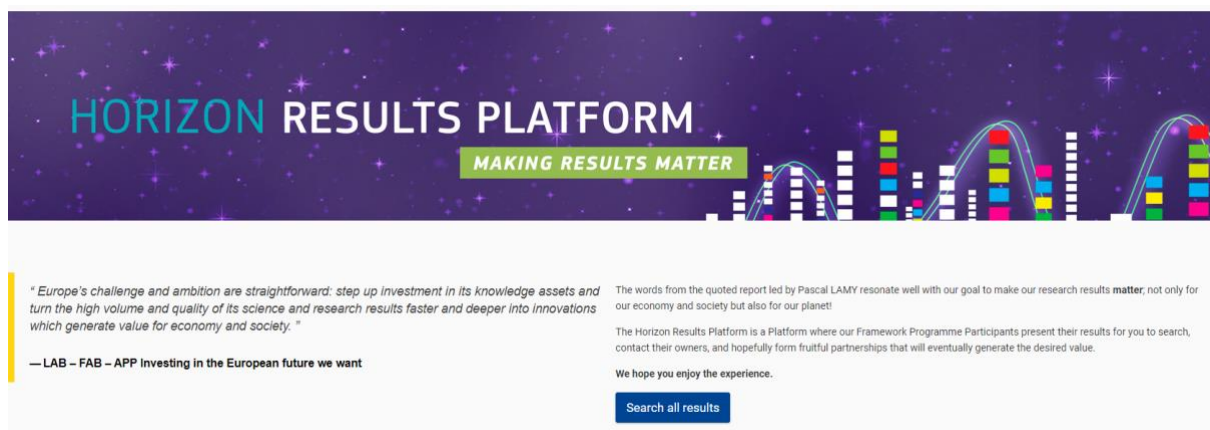 HORIZON RESULTS PLATFORM
MAKING RESULTS MATTER
“ Europe’s challenge and ambition are straightforward: step up investment in its knowledge assets and
turn the high volume and quality of its science and research results faster and deeper into innovations
which generate value for economy and society. ”
— LAB – FAB – APP Investing in the European future we want
The words from the quoted report led by Pascal LAMY resonate well with our goal to make our research results matter; not only for
our economy and society but also for our planet!
The Horizon Results Platform is a Platform where our Framework Programme Participants present their results for you to search,
contact their owners, and hopefully form fruitful partnerships that will eventually generate the desired value.
We hope you enjoy the experience.
Search all results